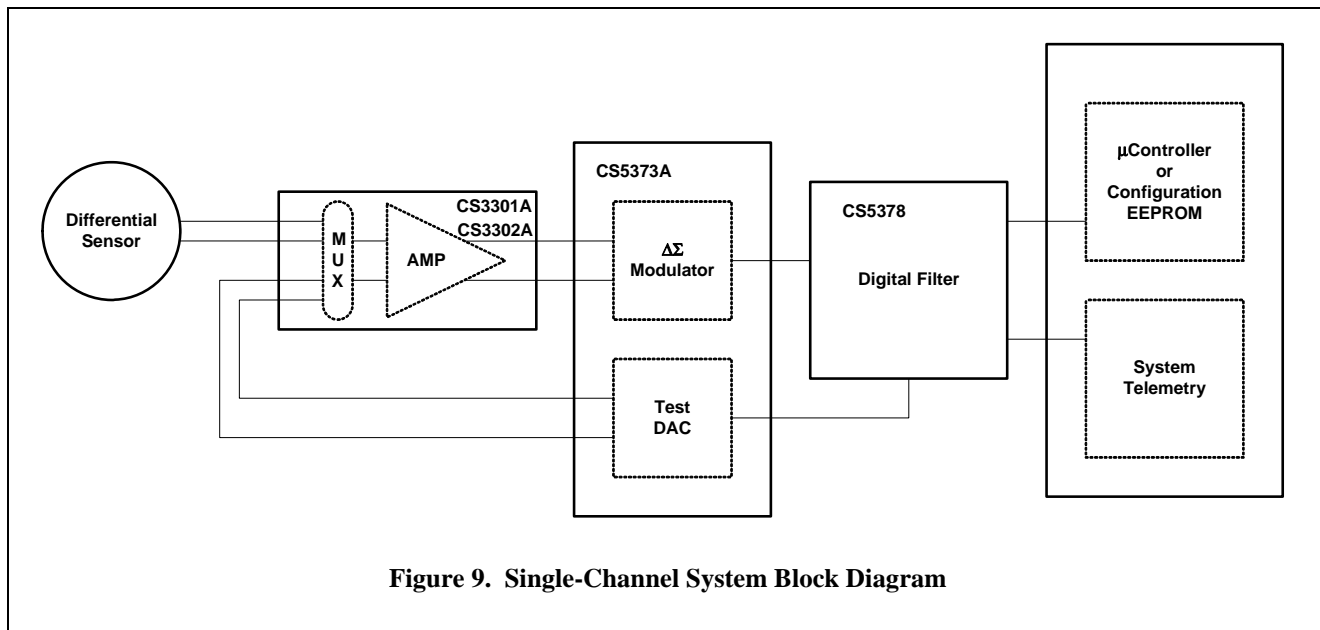 Differential
Sensor
M
U
X
AMP
CS3301A
CS3302A
CS5373A
ΔΣ
Modulator
Test
DAC
CS5378
Digital Filter
µController
or
Configuration
EEPROM
System
Telemetry
Figure 9. Single-Channel System Block Diagram